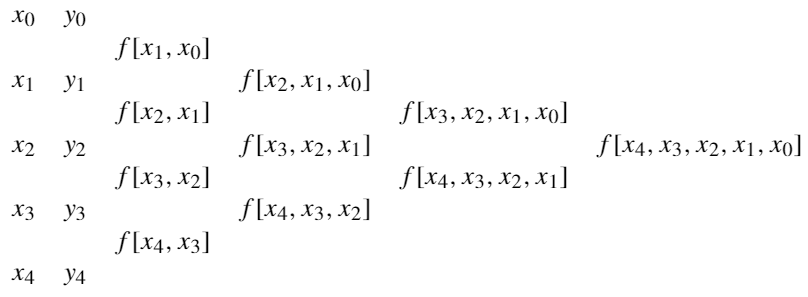 x₀ y₀
f[x₁, x₀]
x₁ y₁ f[x₂, x₁, x₀]
f[x₂, x₁] f[x₃, x₂, x₁, x₀]
x₂ y₂ f[x₃, x₂, x₁] f[x₄, x₃, x₂, x₁, x₀]
f[x₃, x₂] f[x₄, x₃, x₂, x₁]
x₃ y₃ f[x₄, x₃, x₂]
f[x₄, x₃]
x₄ y₄